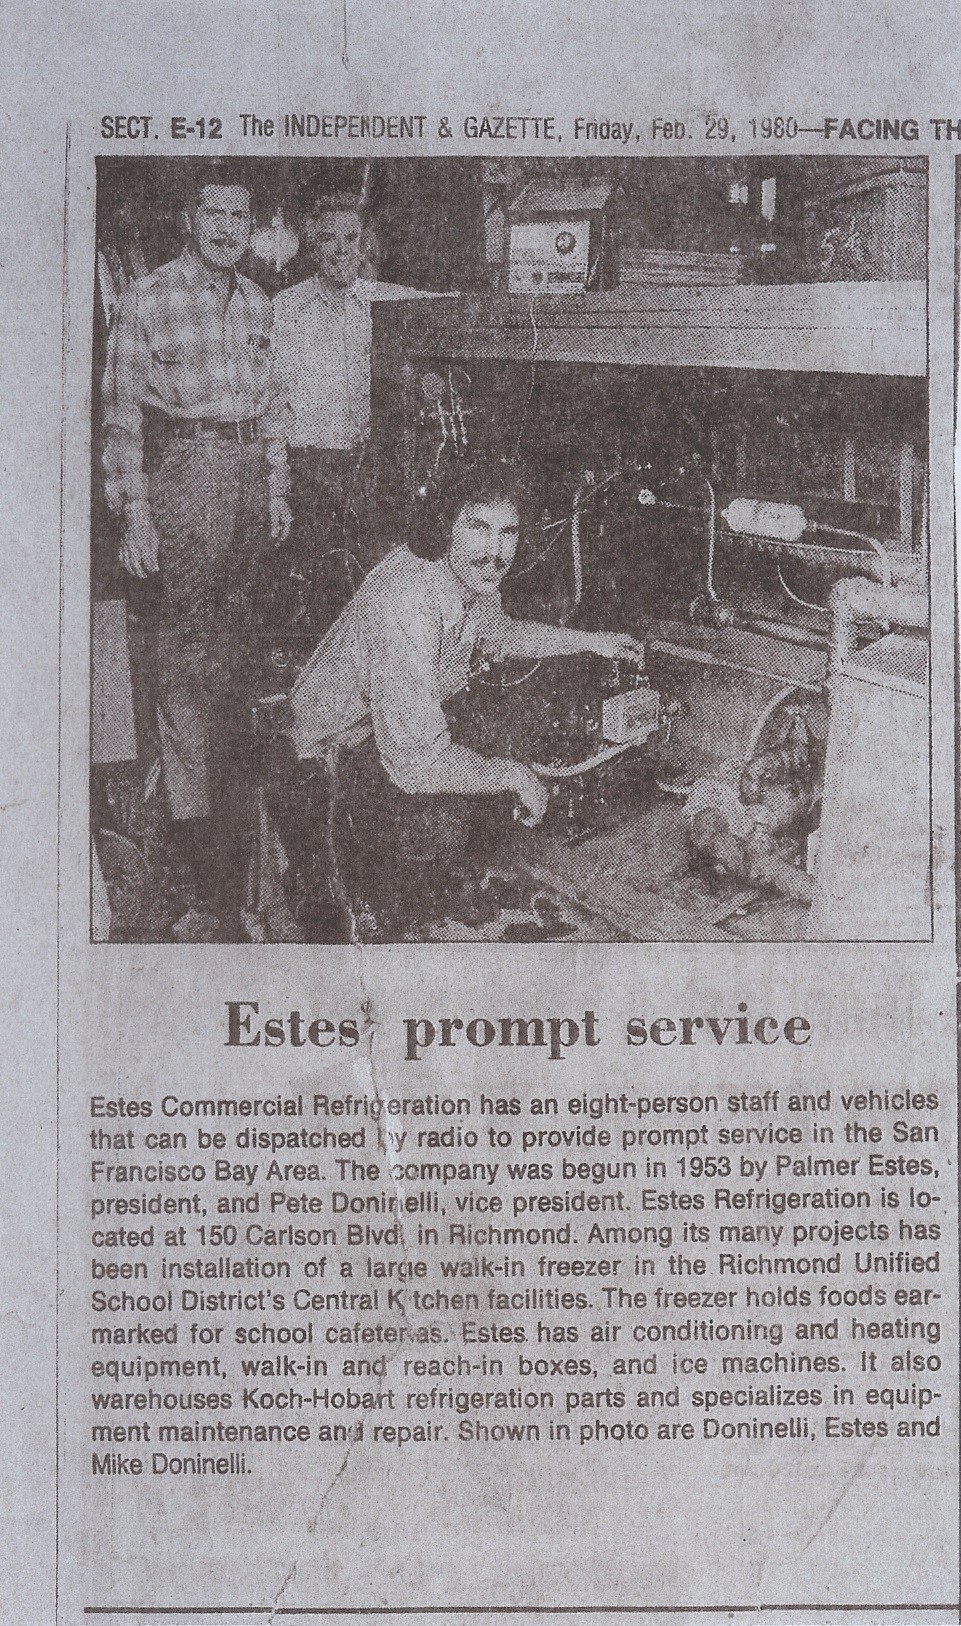 SECT. E-12 The INDEPENDENT & GAZETTE, Friday, Feb. 29, 1980—FACING TH
Estes' prompt service
Estes Commercial Refrigeration has an eight-person staff and vehicles
that can be dispatched by radio to provide prompt service in the San
Francisco Bay Area. The company was begun in 1953 by Palmer Estes,
president, and Pete Doninelli, vice president. Estes Refrigeration is lo-
cated at 150 Carlson Blvd. in Richmond. Among its many projects has
been installation of a large walk-in freezer in the Richmond Unified
School District's Central Kitchen facilities. The freezer holds foods ear-
marked for school cafeterias. Estes has air conditioning and heating
equipment, walk-in and reach-in boxes, and ice machines. It also
warehouses Koch-Hobart refrigeration parts and specializes in equip-
ment maintenance and repair. Shown in photo are Doninelli, Estes and
Mike Doninelli.